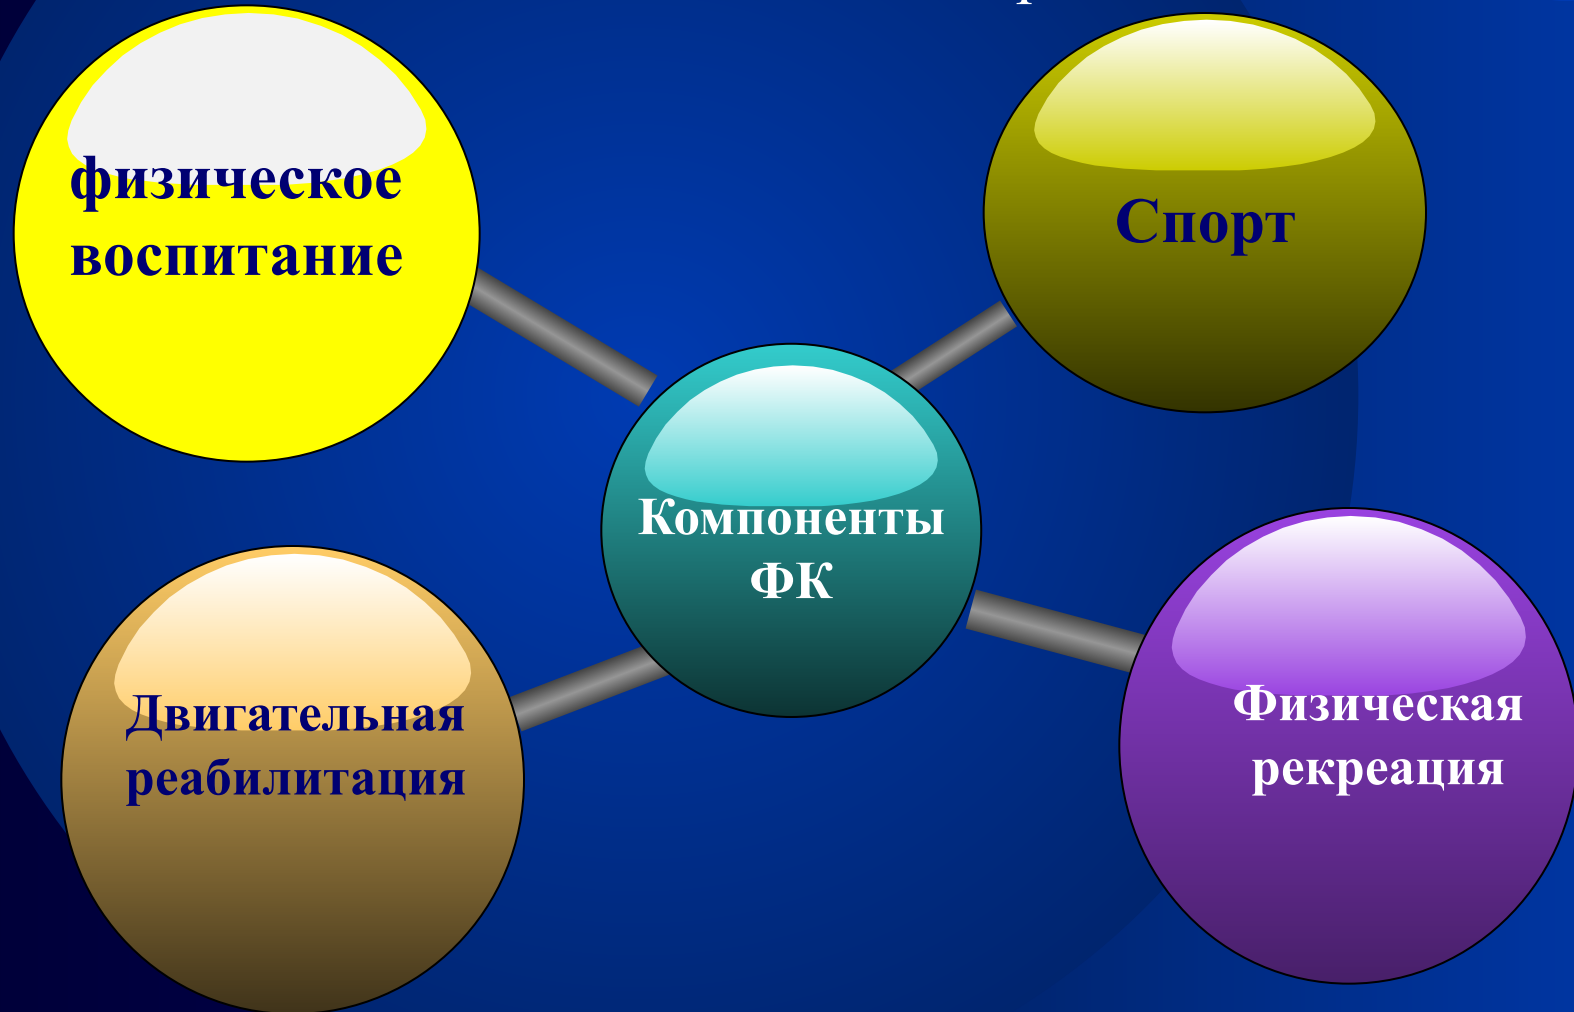 физическое
воспитание
Спорт
Компоненты
ФК
Двигательная
реабилитация
Физическая
рекреация